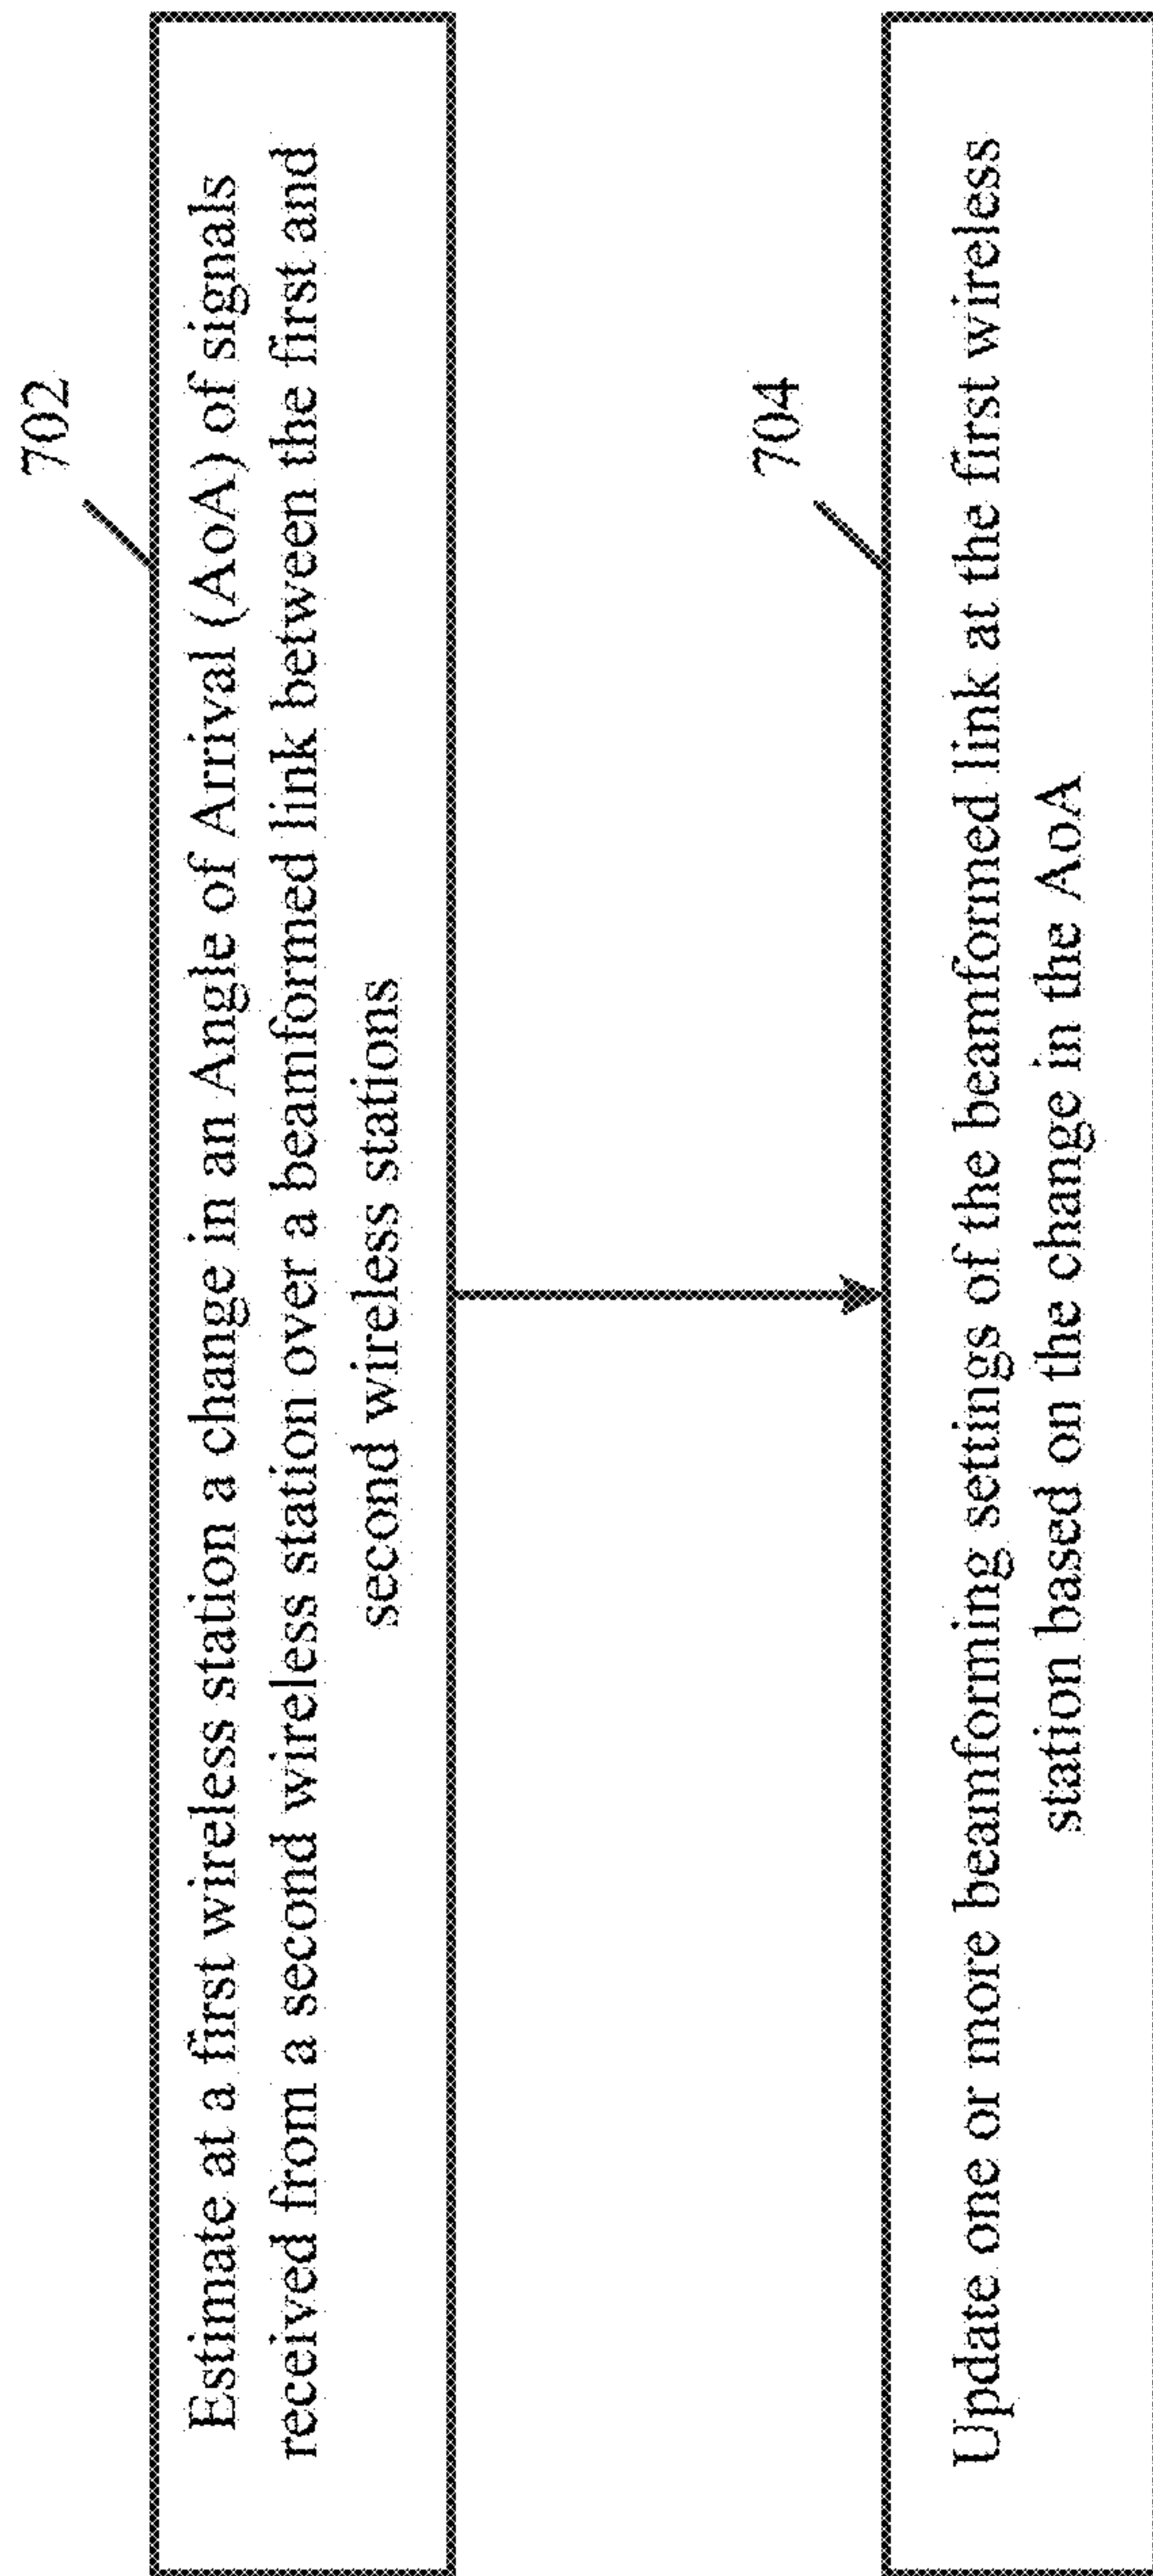 702
Estimate at a first wireless station a change in an Angle of Arrival (AoA) of signals
received from a second wireless station over a beamformed link between the first and
second wireless stations
704
Update one or more beamforming settings of the beamformed link at the first wireless
station based on the change in the AoA